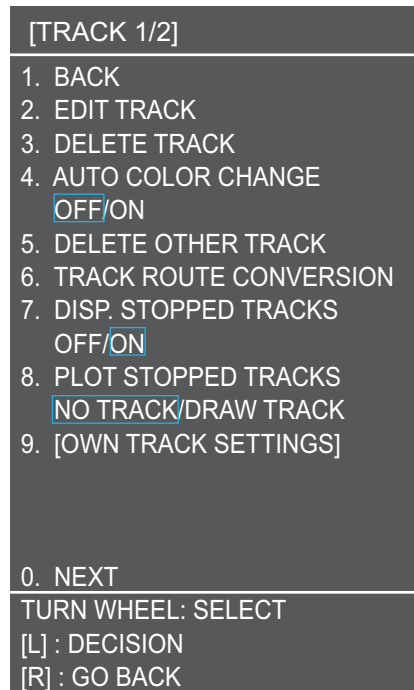 [TRACK 1/2]
1. BACK
2. EDIT TRACK
3. DELETE TRACK
4. AUTO COLOR CHANGE
OFF/ON
5. DELETE OTHER TRACK
6. TRACK ROUTE CONVERSION
7. DISP. STOPPED TRACKS
OFF/ON
8. PLOT STOPPED TRACKS
NO TRACK/DRAW TRACK
9. [OWN TRACK SETTINGS]
0. NEXT
TURN WHEEL: SELECT
[L] : DECISION
[R] : GO BACK